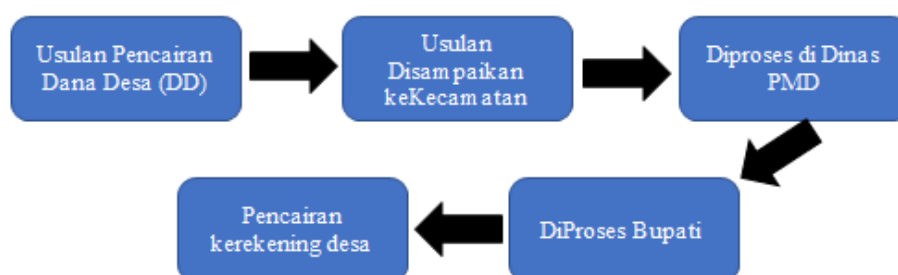 Usulan Pencairan
Dana Desa (DD)
Usulan
Disampaikan
keKecamatan
Diproses di Dinas
PMD
DiProses Bupati
Pencairan
kerekening desa